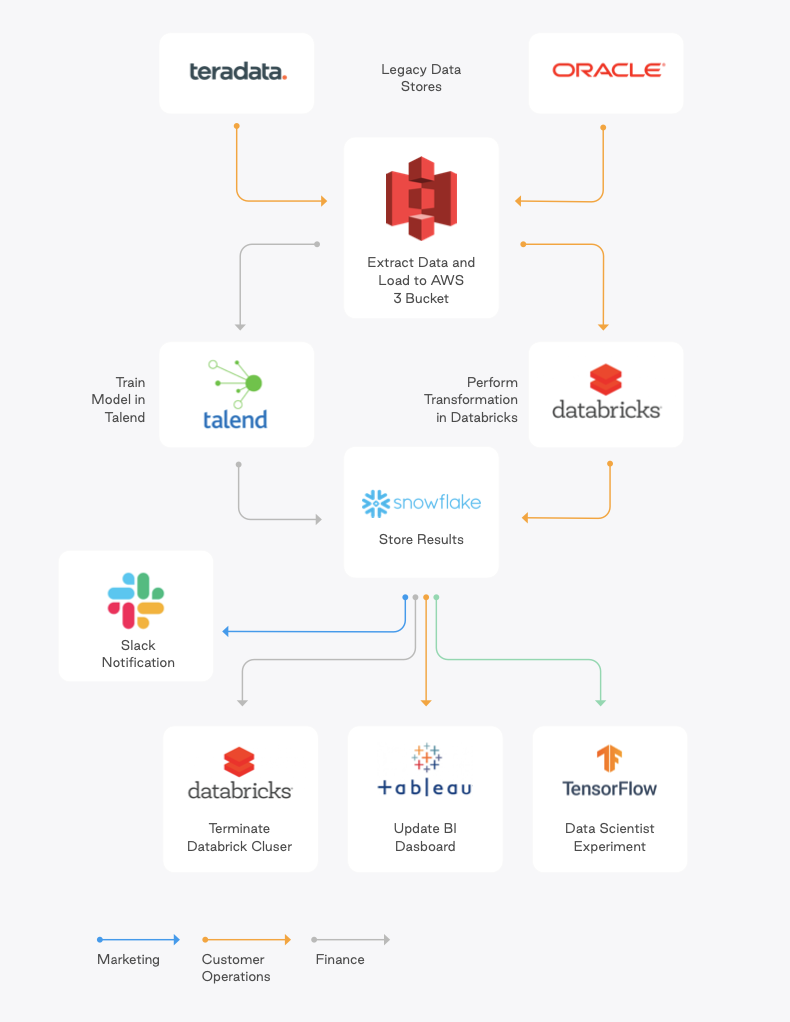 teradata.
Legacy Data
Stores
ORACLE
Extract Data and
Load to AWS
3 Bucket
Train
Model in
Talend
talend
Perform
Transformation
in Databricks
databricks
snowflake
Store Results
Slack
Notification
databricks
Terminate
Databrick Cluser
+ableau
Update BI
Dasboard
TensorFlow
Data Scientist
Experiment
Marketing
Customer
Operations
Finance